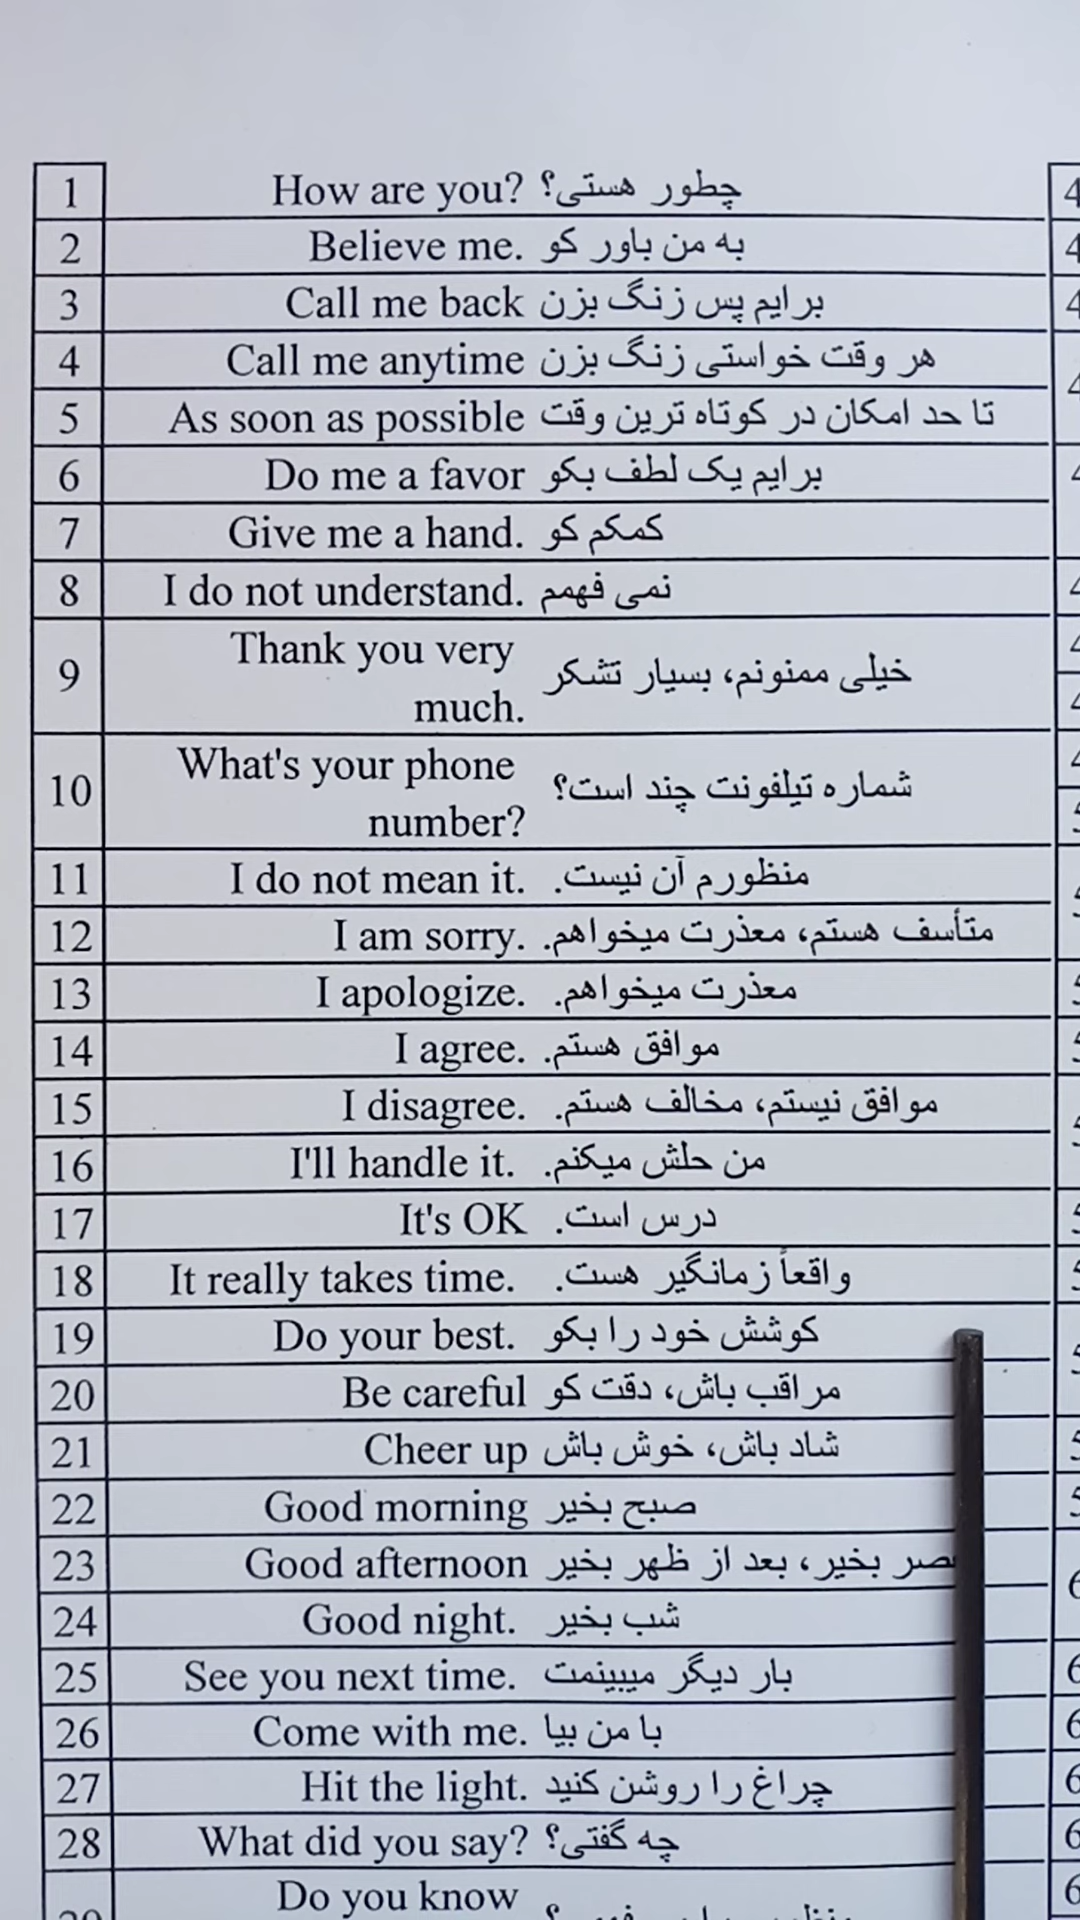 1 How are you? چطور هستی؟
2 Believe me. به من باور کو
3 Call me back برایم پس زنگ بزن
4 Call me anytime هر وقت خواستی زنگ بزن
5 As soon as possible تا حد امکان در کوتاه ترین وقت
6 Do me a favor برایم یک لطف بکو
7 Give me a hand. کمکم کو
8 I do not understand. نمی فهمم
9 Thank you very
much. خیلی ممنونم، بسیار تشکر
10 What's your phone
number? شماره تیلفونت چند است؟
11 I do not mean it. منظورم آن نیست.
12 I am sorry. متأسف هستم، معذرت میخواهم.
13 I apologize. معذرت میخواهم.
14 I agree. موافق هستم.
15 I disagree. موافق نیستم، مخالف هستم.
16 I'll handle it. من حلش میکنم.
17 It's OK درس است.
18 It really takes time. واقعاً زمانگیر هست.
19 Do your best. کوشش خود را بکو
20 Be careful مراقب باش، دقت کو
21 Cheer up شاد باش، خوش باش
22 Good morning صبح بخیر
23 Good afternoon بخیر، بعد از ظهر بخیر
24 Good night. شب بخیر
25 See you next time. بار دیگر میبینمت
26 Come with me. با من بیا
27 Hit the light. چراغ را روشن کنید
28 What did you say? چه گفتی؟
Do you know